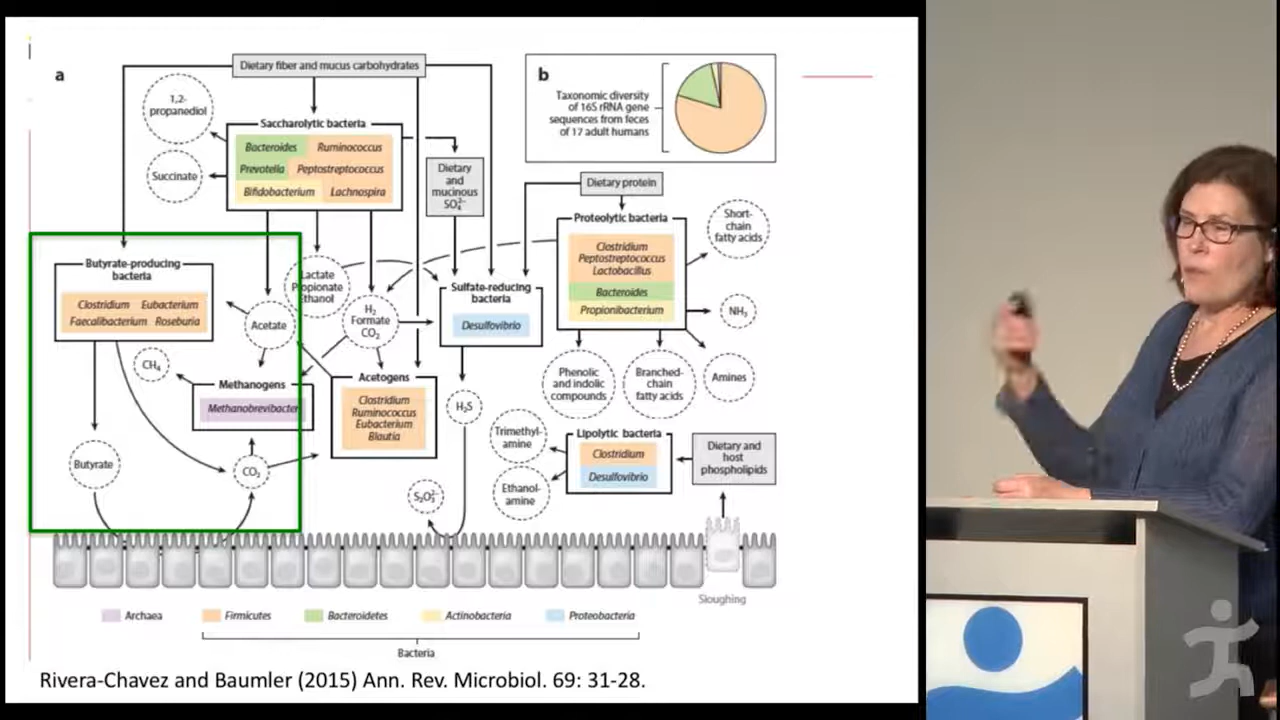 a
Dietary fiber and mucus carbohydrates
1,2-
propanediol
Succinate
Saccharolytic bacteria
Bacteroides Ruminococcus
Prevotella Peptostreptococcus
Bifidobacterium Lachnospira
Dietary
and
mucinous
SO₄²⁻
b
Taxonomic diversity
of 16S rRNA gene
sequences from feces
of 17 adult humans
Dietary protein
Proteolytic bacteria
Clostridium
Peptostreptococcus
Lactobacillus
Bacteroides
Propionibacterium
Short-
chain
fatty acids
NH₃
Amines
Branched-
chain
fatty acids
Phenolic
and indolic
compounds
Butyrate-producing
bacteria
Clostridium Eubacterium
Faecalibacterium Roseburia
Lactate
Propionate
Ethanol
Acetate
H₂
Formate
CO₂
Sulfate-reducing
bacteria
Desulfovibrio
CH₄
Methanogens
Methanobrevibacter
Acetogens
Clostridium
Ruminococcus
Eubacterium
Blautia
H₂S
Butyrate
CO₂
S₂O₃²⁻
Trimethyl-
amine
Ethanol-
amine
Lipolytic bacteria
Clostridium
Desulfovibrio
Dietary and
host
phospholipids
Sloughing
Archaea Firmicutes Bacteroidetes Actinobacteria Proteobacteria
Bacteria
Rivera-Chavez and Baumler (2015) Ann. Rev. Microbiol. 69: 31-28.